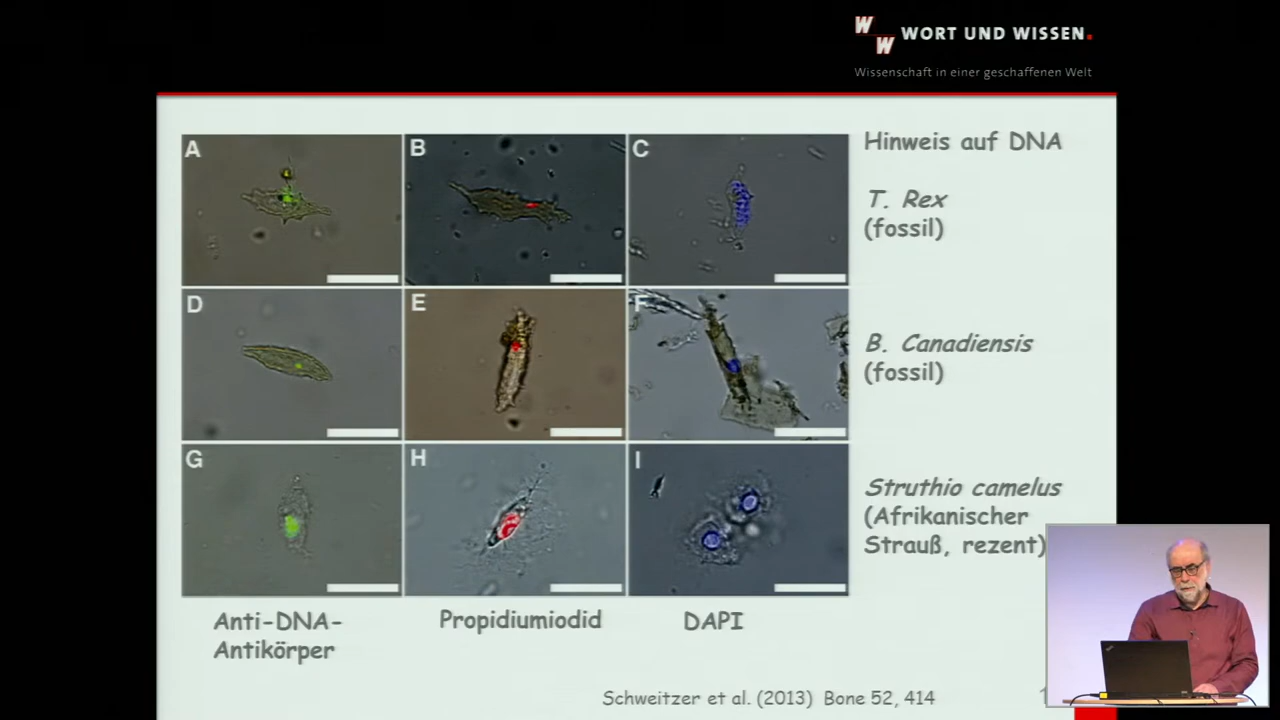 W
W
WORT UND WISSEN.
Wissenschaft in einer geschaffenen Welt
A
B
C
Hinweis auf DNA
T. Rex
(fossil)
D
E
F
B. Canadiensis
(fossil)
G
H
I
Struthio camelus
(Afrikanischer
Strauß, rezent)
Anti-DNA-
Antikörper
Propidiumiodid
DAPI
Schweitzer et al. (2013) Bone 52, 414